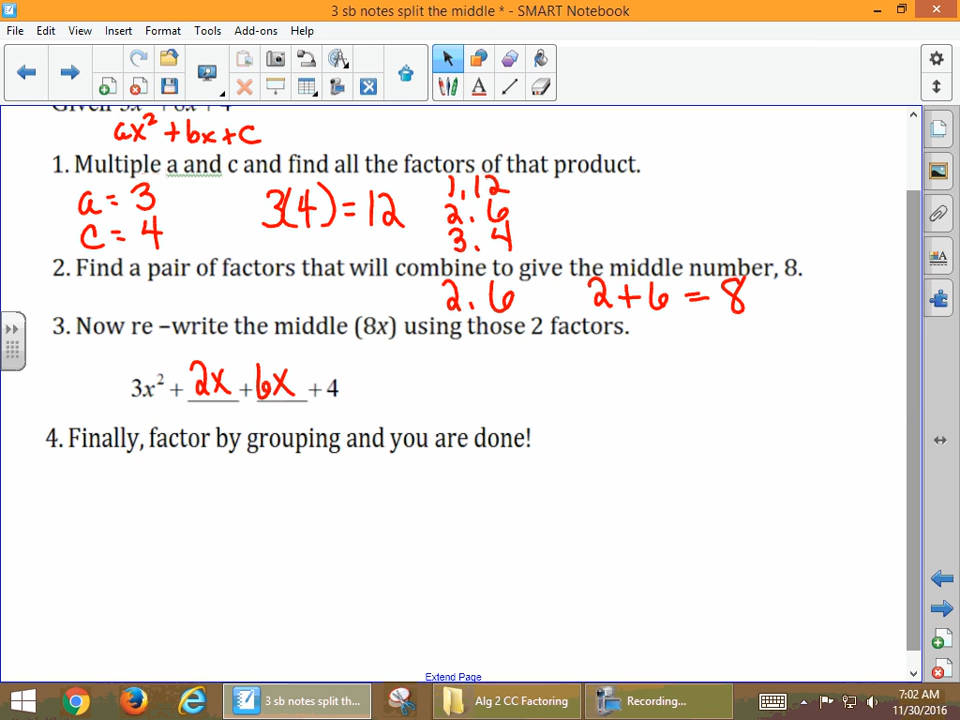 3 sb notes split the middle * - SMART Notebook
File Edit View Insert Format Tools Add-ons Help
Given 3x² + 8x + 4
ax² + bx + c
1. Multiple a and c and find all the factors of that product.
a = 3 3(4) = 12 1, 12
2 . 6
c = 4 3 . 4
2. Find a pair of factors that will combine to give the middle number, 8.
2 . 6 2 + 6 = 8
3. Now re –write the middle (8x) using those 2 factors.
3x² + 2x + 6x + 4
4. Finally, factor by grouping and you are done!
Extend Page
3 sb notes split th... Alg 2 CC Factoring Recording...
7:02 AM
11/30/2016